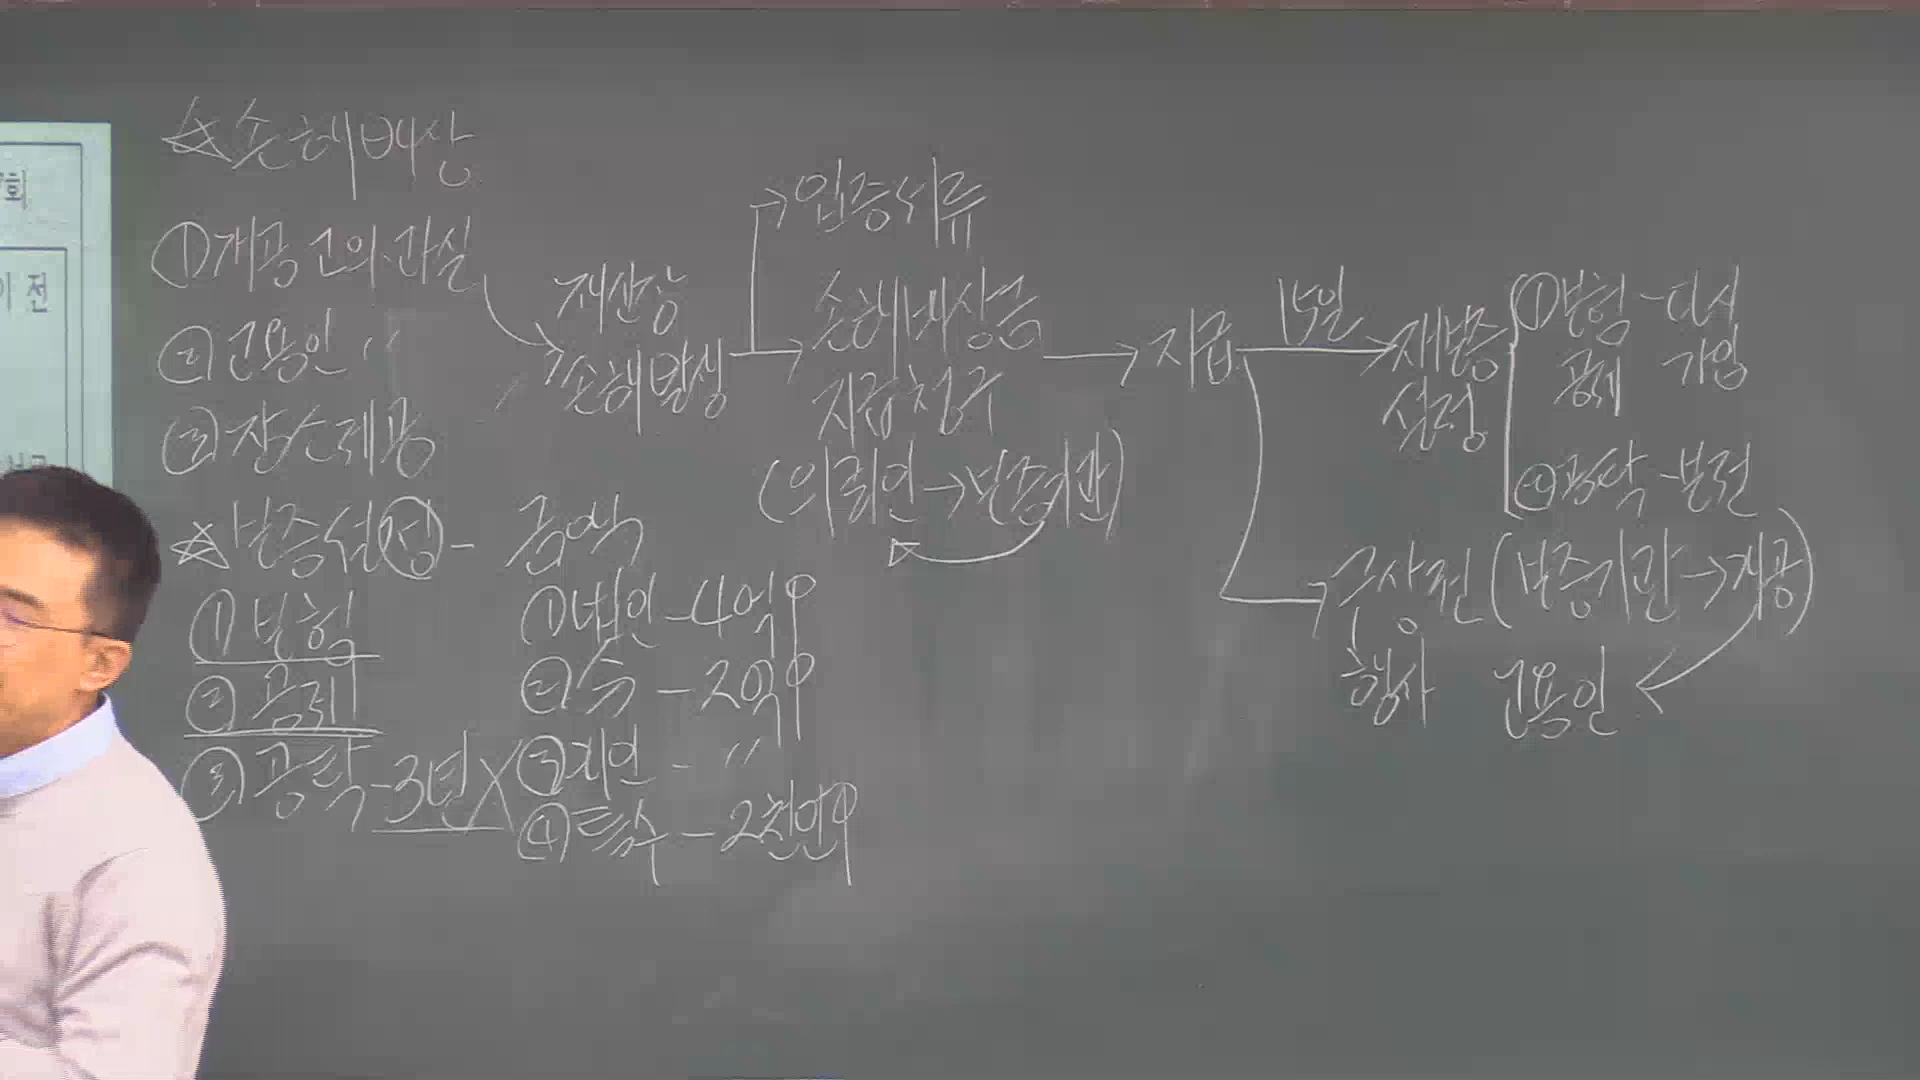 ☆손해배상
①개공 고의·과실
②고용인 〃
③장소제공
☆보증설정 - 금액
①보험
②공제
③공탁 - 3년X
①법인 - 4억↑
②分 - 2억↑
③지인 - 〃
④특수 - 2천만↑
재산상
손해발생
→입증서류
→손해배상금
지급청구
(의뢰인→보증기관)
→지급
15일
→재보증
설정
①보험 - 다시
공제 가입
②공탁 - 보전
→구상권 (보증기관→개공)
행사 고용인
회
이 전